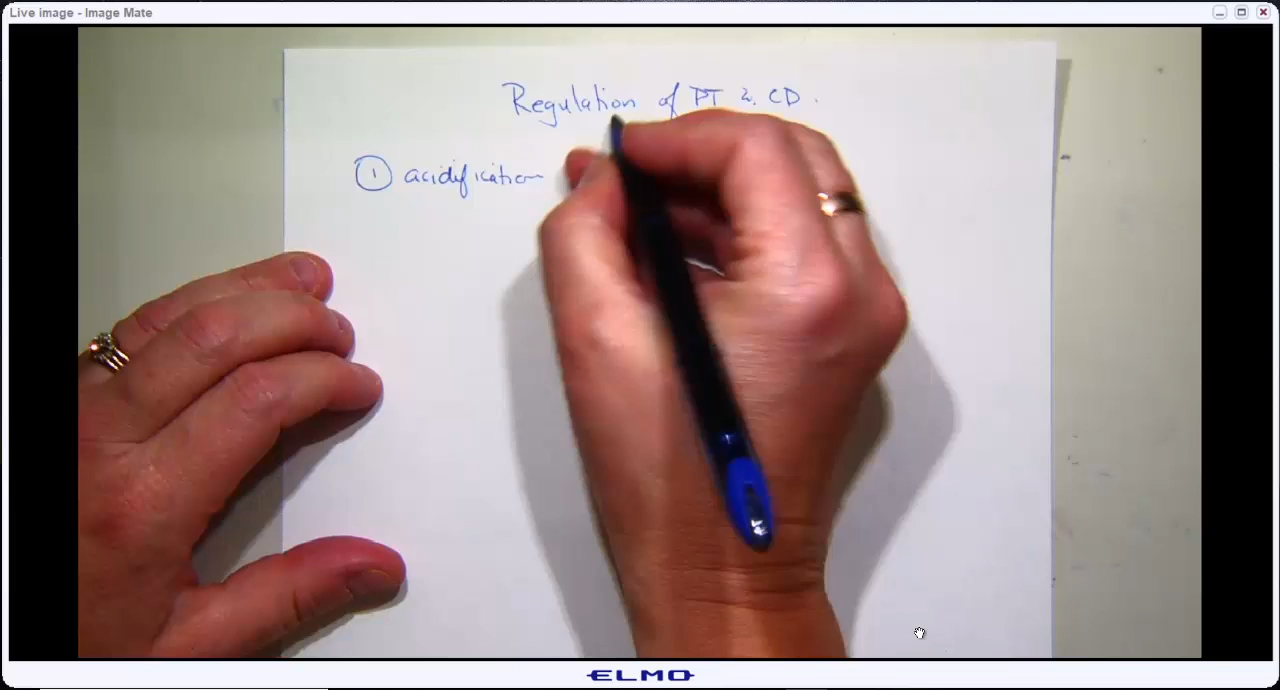 Live image - Image Mate
Regulation of PT & CD.
① acidification
ELMO